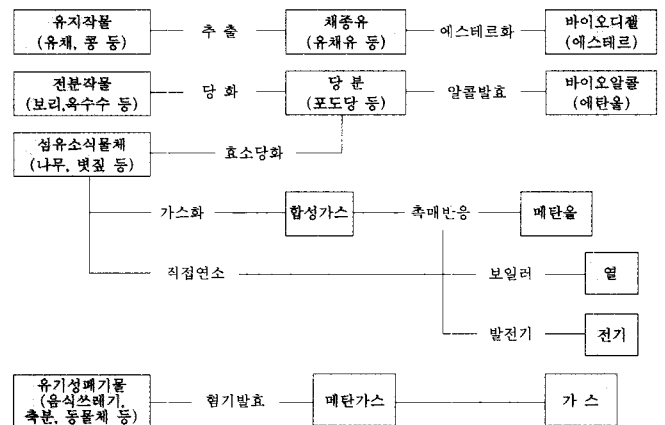 유지작물 추 출 채종유 에스테르화 바이오디젤
(유채, 콩 등) (유채유 등) (에스테르)
전분작물 당 화 당 분 알콜발효 바이오알콜
(보리,옥수수 등) (포도당 등) (에탄올)
섬유소식물체 효소당화
(나무, 볏짚 등)
가스화 합성가스 촉매반응 메탄올
직접연소 보일러 열
발전기 전기
유기성폐기물
(음식쓰레기, 혐기발효 메탄가스 가 스
축분, 동물체 등)